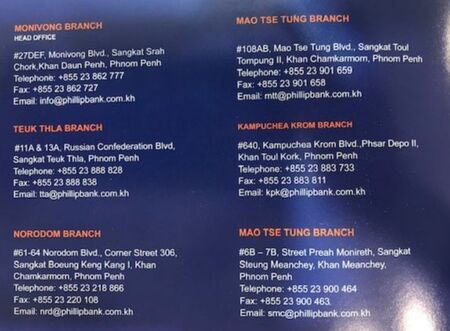 MONIVONG BRANCH
HEAD OFFICE
#27DEF, Monivong Blvd., Sangkat Srah
Chork,Khan Daun Penh, Phnom Penh
Telephone: +855 23 862 777
Fax: +855 23 862 727
Email: info@phillipbank.com.kh
TEUK THLA BRANCH
#11A & 13A, Russian Confederation Blvd,
Sangkat Teuk Thla, Phnom Penh
Telephone: +855 23 888 828
Fax: +855 23 888 838
Email: tta@phillipbank.com.kh
NORODOM BRANCH
#61-64 Norodom Blvd., Corner Street 306,
Sangkat Boeung Keng Kang I, Khan
Chamkarmorn, Phnom Penh
Telephone: +855 23 218 866
Fax: +855 23 220 108
Email: nrd@phillipbank.com.kh
MAO TSE TUNG BRANCH
#108AB, Mao Tse Tung Blvd., Sangkat Toul
Tompung II, Khan Chamkarmorn, Phnom Penh
Telephone: +855 23 901 659
Fax: +855 23 901 658
Email: mtt@phillipbank.com.kh
KAMPUCHEA KROM BRANCH
#640, Kampuchea Krom Blvd.,Phsar Depo II,
Khan Toul Kork, Phnom Penh
Telephone: +855 23 883 733
Fax: +855 23 883 811
Email: kpk@phillipbank.com.kh
MAO TSE TUNG BRANCH
#6B – 7B, Street Preah Monireth, Sangkat
Steung Meanchey, Khan Meanchey,
Phnom Penh
Telephone: +855 23 900 464
Fax: +855 23 900 463.
Email: smc@phillipbank.com.kh